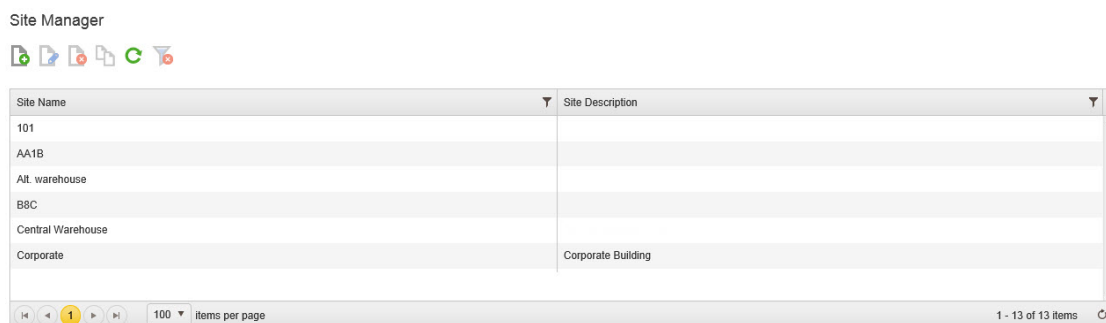 Site Manager
Site Name Site Description
101
AA1B
Alt. warehouse
B8C
Central Warehouse
Corporate Corporate Building
1 100 items per page 1 - 13 of 13 items